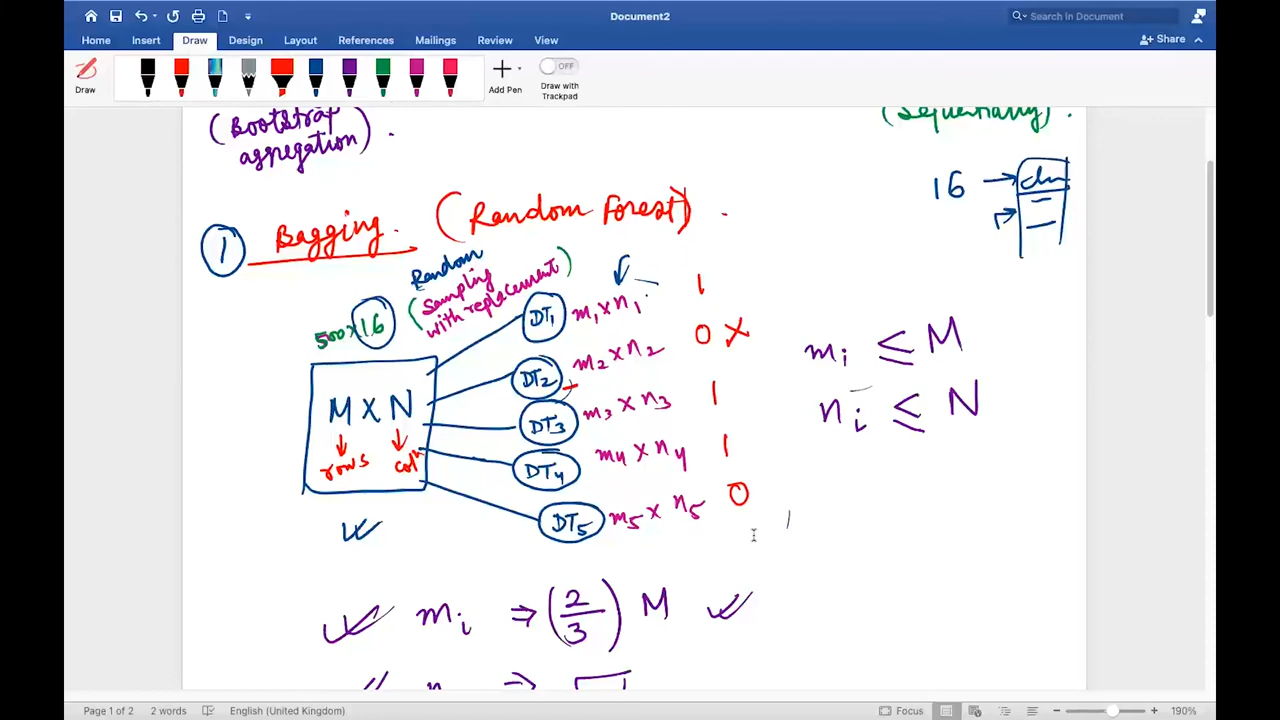 Document2
Search in Document
Home Insert Draw Design Layout References Mailings Review View
Share
Draw
Add Pen
OFF
Draw with
Trackpad
(Bootstrap
aggregation) .
(Sequentially) .
16
① Bagging. (Random Forest) .
Random
(Sampling
with replacement)
500 × 16
M × N
rows
colⁿ
DT₁ m₁ × n₁ 1
DT₂ m₂ × n₂ 0 ×
DT₃ m₃ × n₃ 1
DT₄ m₄ × n₄ 1
DT₅ m₅ × n₅ 0
mᵢ ≤ M
nᵢ ≤ N
mᵢ ⇒ (2/3) M
Page 1 of 2 2 words English (United Kingdom) Focus 190%